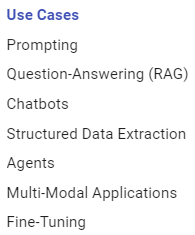 Use Cases
Prompting
Question-Answering (RAG)
Chatbots
Structured Data Extraction
Agents
Multi-Modal Applications
Fine-Tuning